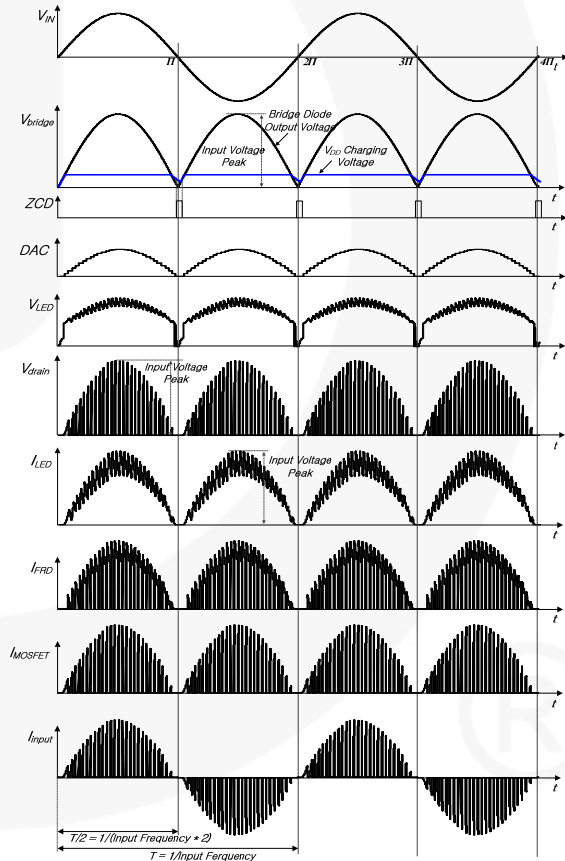 V_IN
Π
2Π
3Π
4Π
t
V_bridge
Bridge Diode
Output Voltage
Input Voltage
Peak
V_DD Charging
Voltage
t
ZCD
t
DAC
t
V_LED
t
V_drain
Input Voltage
Peak
t
I_LED
Input Voltage
Peak
t
I_FRD
t
I_MOSFET
t
I_input
t
T/2 = 1/(Input Frequency * 2)
T = 1/Input Ferquency
®